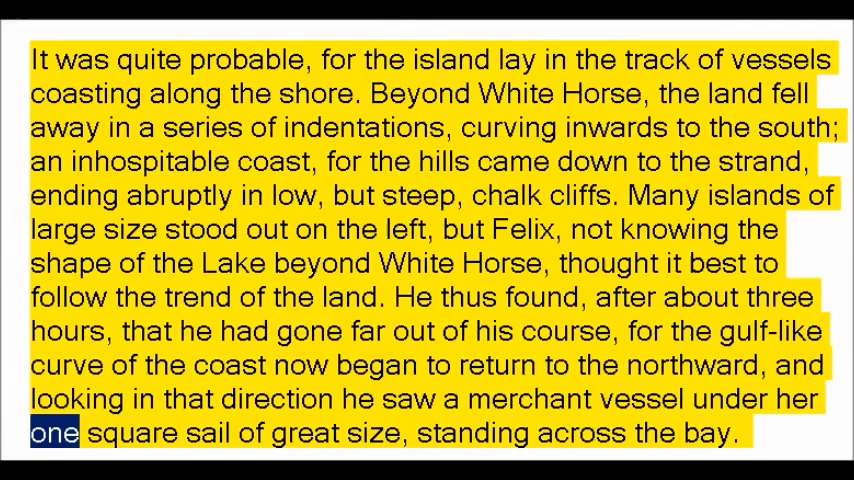 It was quite probable, for the island lay in the track of vessels
coasting along the shore. Beyond White Horse, the land fell
away in a series of indentations, curving inwards to the south;
an inhospitable coast, for the hills came down to the strand,
ending abruptly in low, but steep, chalk cliffs. Many islands of
large size stood out on the left, but Felix, not knowing the
shape of the Lake beyond White Horse, thought it best to
follow the trend of the land. He thus found, after about three
hours, that he had gone far out of his course, for the gulf-like
curve of the coast now began to return to the northward, and
looking in that direction he saw a merchant vessel under her
one square sail of great size, standing across the bay.